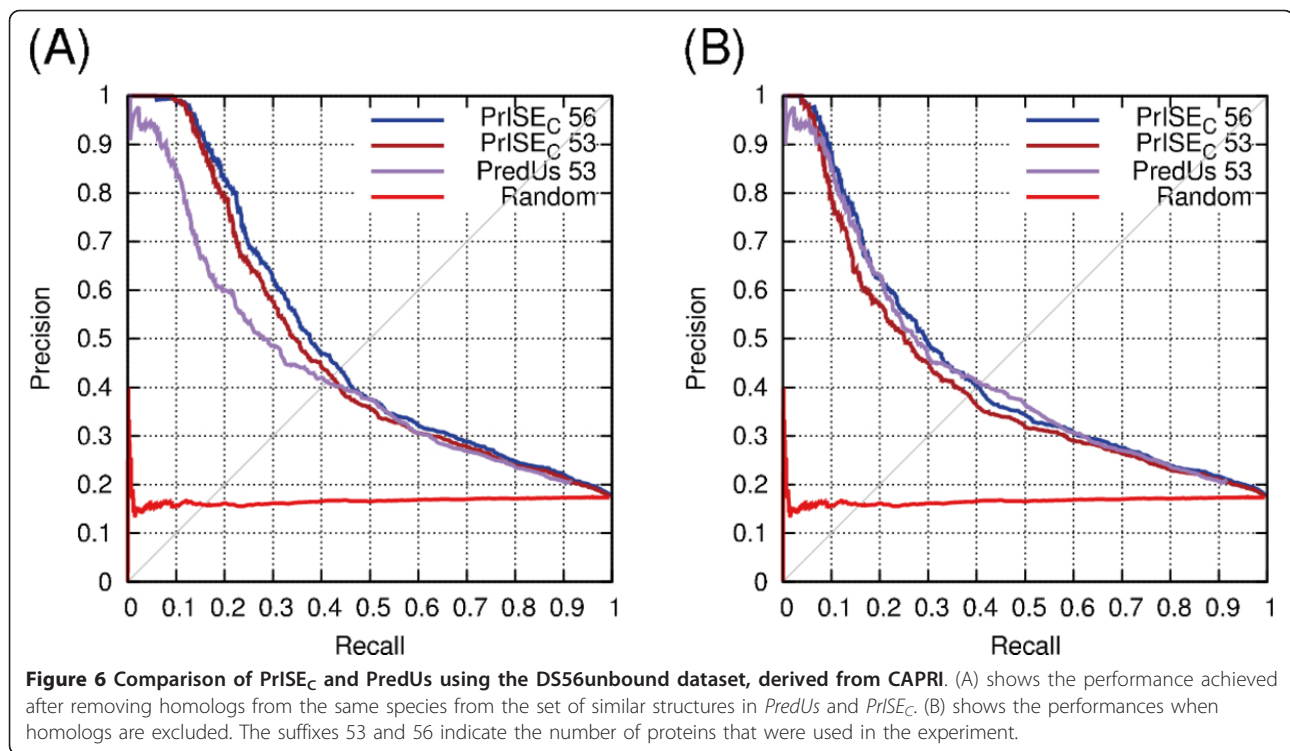 (A)
1
0.9
0.8
0.7
0.6
0.5
0.4
0.3
0.2
0.1
0
Precision
PrISEC 56
PrISEC 53
PredUs 53
Random
0 0.1 0.2 0.3 0.4 0.5 0.6 0.7 0.8 0.9 1
Recall
(B)
1
0.9
0.8
0.7
0.6
0.5
0.4
0.3
0.2
0.1
0
Precision
PrISEC 56
PrISEC 53
PredUs 53
Random
0 0.1 0.2 0.3 0.4 0.5 0.6 0.7 0.8 0.9 1
Recall
Figure 6 Comparison of PrISEC and PredUs using the DS56unbound dataset, derived from CAPRI. (A) shows the performance achieved
after removing homologs from the same species from the set of similar structures in PredUs and PrISEC. (B) shows the performances when
homologs are excluded. The suffixes 53 and 56 indicate the number of proteins that were used in the experiment.